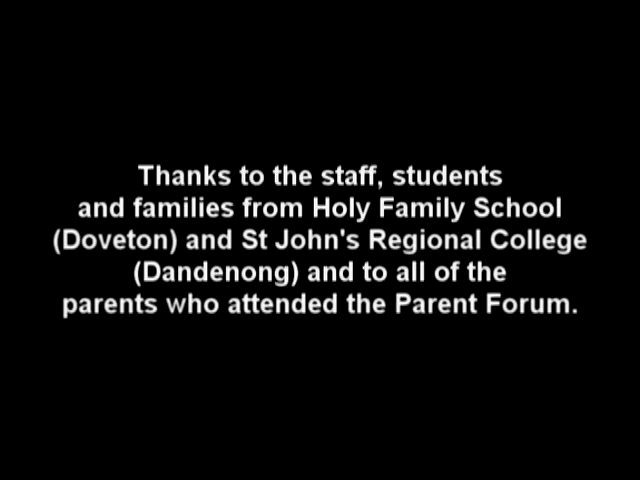 Thanks to the staff, students
and families from Holy Family School
(Doveton) and St John's Regional College
(Dandenong) and to all of the
parents who attended the Parent Forum.